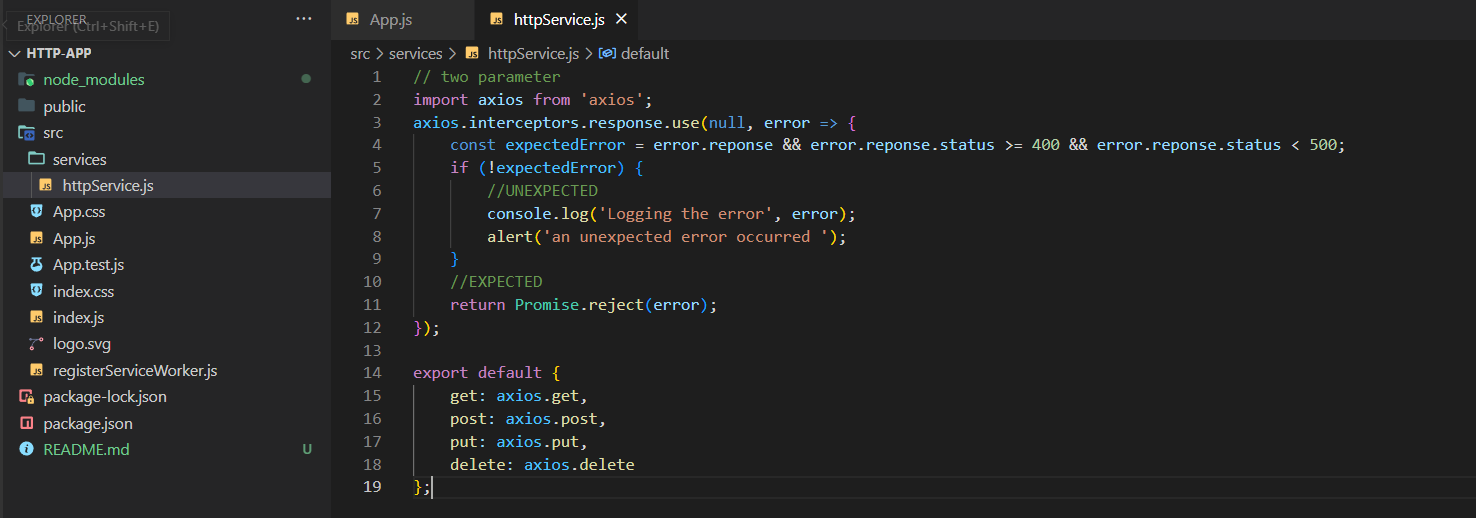 EXPLORER
Explorer (Ctrl+Shift+E)
HTTP-APP
node_modules
public
src
services
httpService.js
App.css
App.js
App.test.js
index.css
index.js
logo.svg
registerServiceWorker.js
package-lock.json
package.json
README.md U
App.js httpService.js
src > services > httpService.js > default
1 // two parameter
2 import axios from 'axios';
3 axios.interceptors.response.use(null, error => {
4 const expectedError = error.reponse && error.reponse.status >= 400 && error.reponse.status < 500;
5 if (!expectedError) {
6 //UNEXPECTED
7 console.log('Logging the error', error);
8 alert('an unexpected error occurred ');
9 }
10 //EXPECTED
11 return Promise.reject(error);
12 });
13
14 export default {
15 get: axios.get,
16 post: axios.post,
17 put: axios.put,
18 delete: axios.delete
19 };